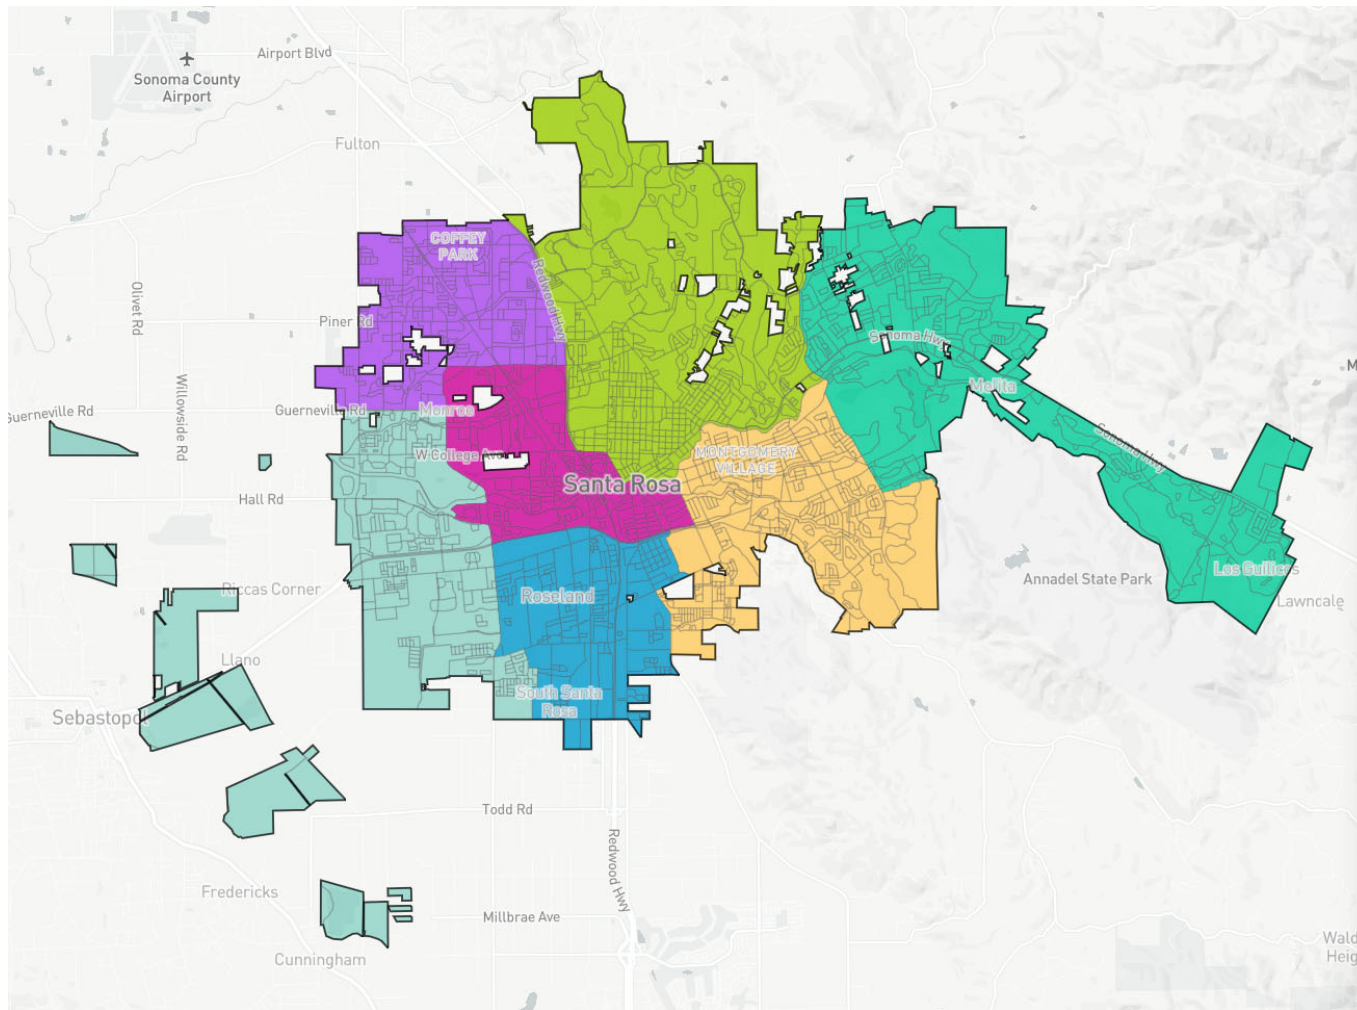 Airport Blvd
Sonoma County
Airport
Fulton
COFFEY
PARK
Redwood Hwy
Olivet Rd
Piner Rd
Sonoma Hwy
Melita
Guerneville Rd
Willowside Rd
Guerneville Rd
Monroe
Sonoma Hwy
W College Ave
MONTGOMERY
VILLAGE
Santa Rosa
Hall Rd
Los Guilicos
Annadel State Park
Riccas Corner
Roseland
Lawndale
Llano
South Santa
Rosa
Sebastopol
Todd Rd
Redwood Hwy
Fredericks
Millbrae Ave
Cunningham